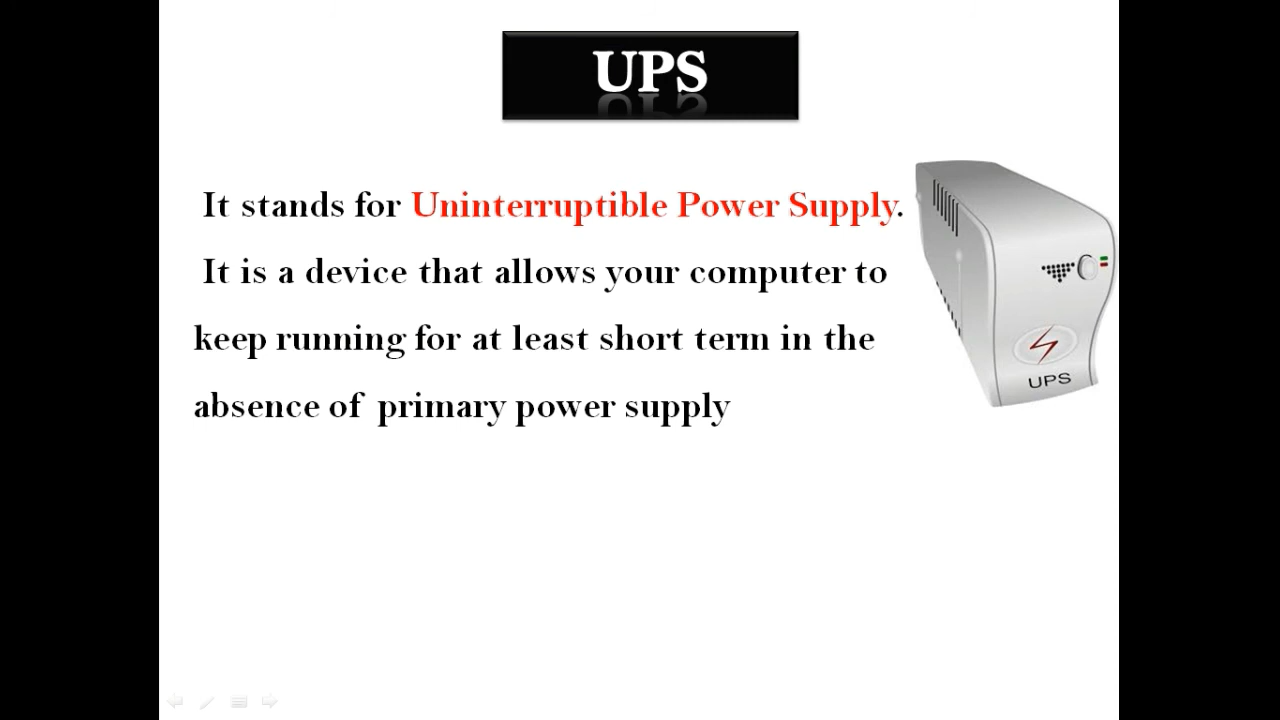 UPS
It stands for Uninterruptible Power Supply.
It is a device that allows your computer to
keep running for at least short term in the
absence of primary power supply
UPS